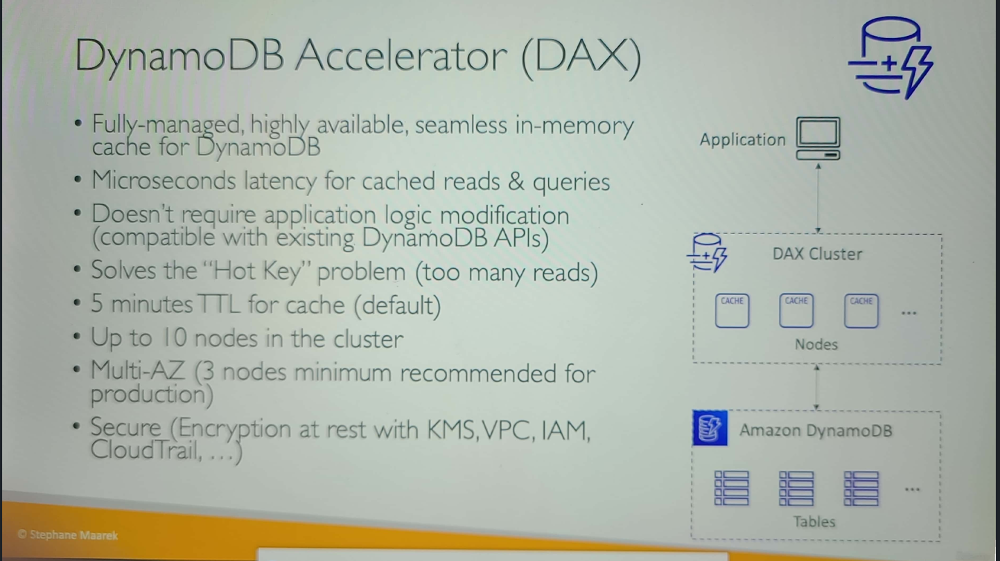 DynamoDB Accelerator (DAX)
• Fully-managed, highly available, seamless in-memory
cache for DynamoDB
• Microseconds latency for cached reads & queries
• Doesn't require application logic modification
(compatible with existing DynamoDB APIs)
• Solves the “Hot Key” problem (too many reads)
• 5 minutes TTL for cache (default)
• Up to 10 nodes in the cluster
• Multi-AZ (3 nodes minimum recommended for
production)
• Secure (Encryption at rest with KMS, VPC, IAM,
CloudTrail, …)
Application
DAX Cluster
CACHE CACHE CACHE ...
Nodes
Amazon DynamoDB
...
Tables
© Stephane Maarek